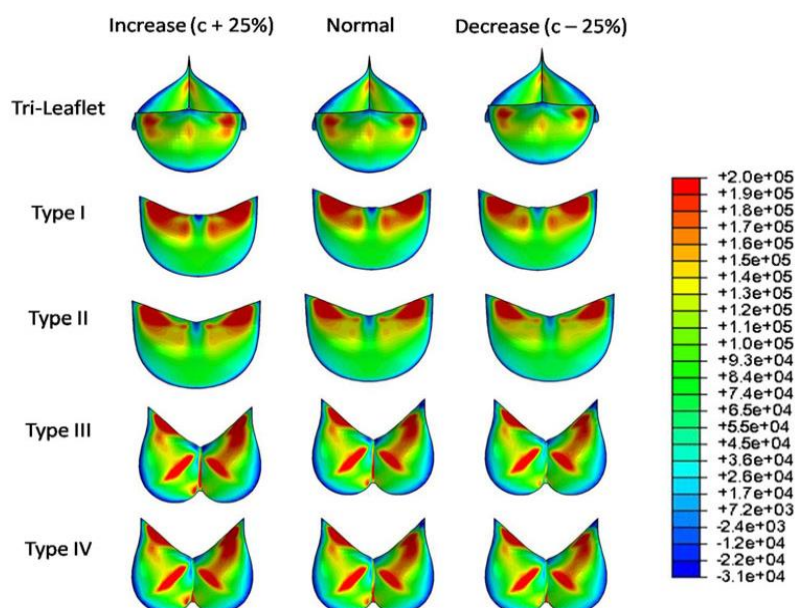 Increase (c + 25%) Normal Decrease (c – 25%)
Tri-Leaflet
Type I
Type II
Type III
Type IV
+2.0e+05
+1.9e+05
+1.8e+05
+1.7e+05
+1.6e+05
+1.5e+05
+1.4e+05
+1.3e+05
+1.2e+05
+1.1e+05
+1.0e+05
+9.3e+04
+8.4e+04
+7.4e+04
+6.5e+04
+5.5e+04
+4.5e+04
+3.6e+04
+2.6e+04
+1.7e+04
+7.2e+03
-2.4e+03
-1.2e+04
-2.2e+04
-3.1e+04